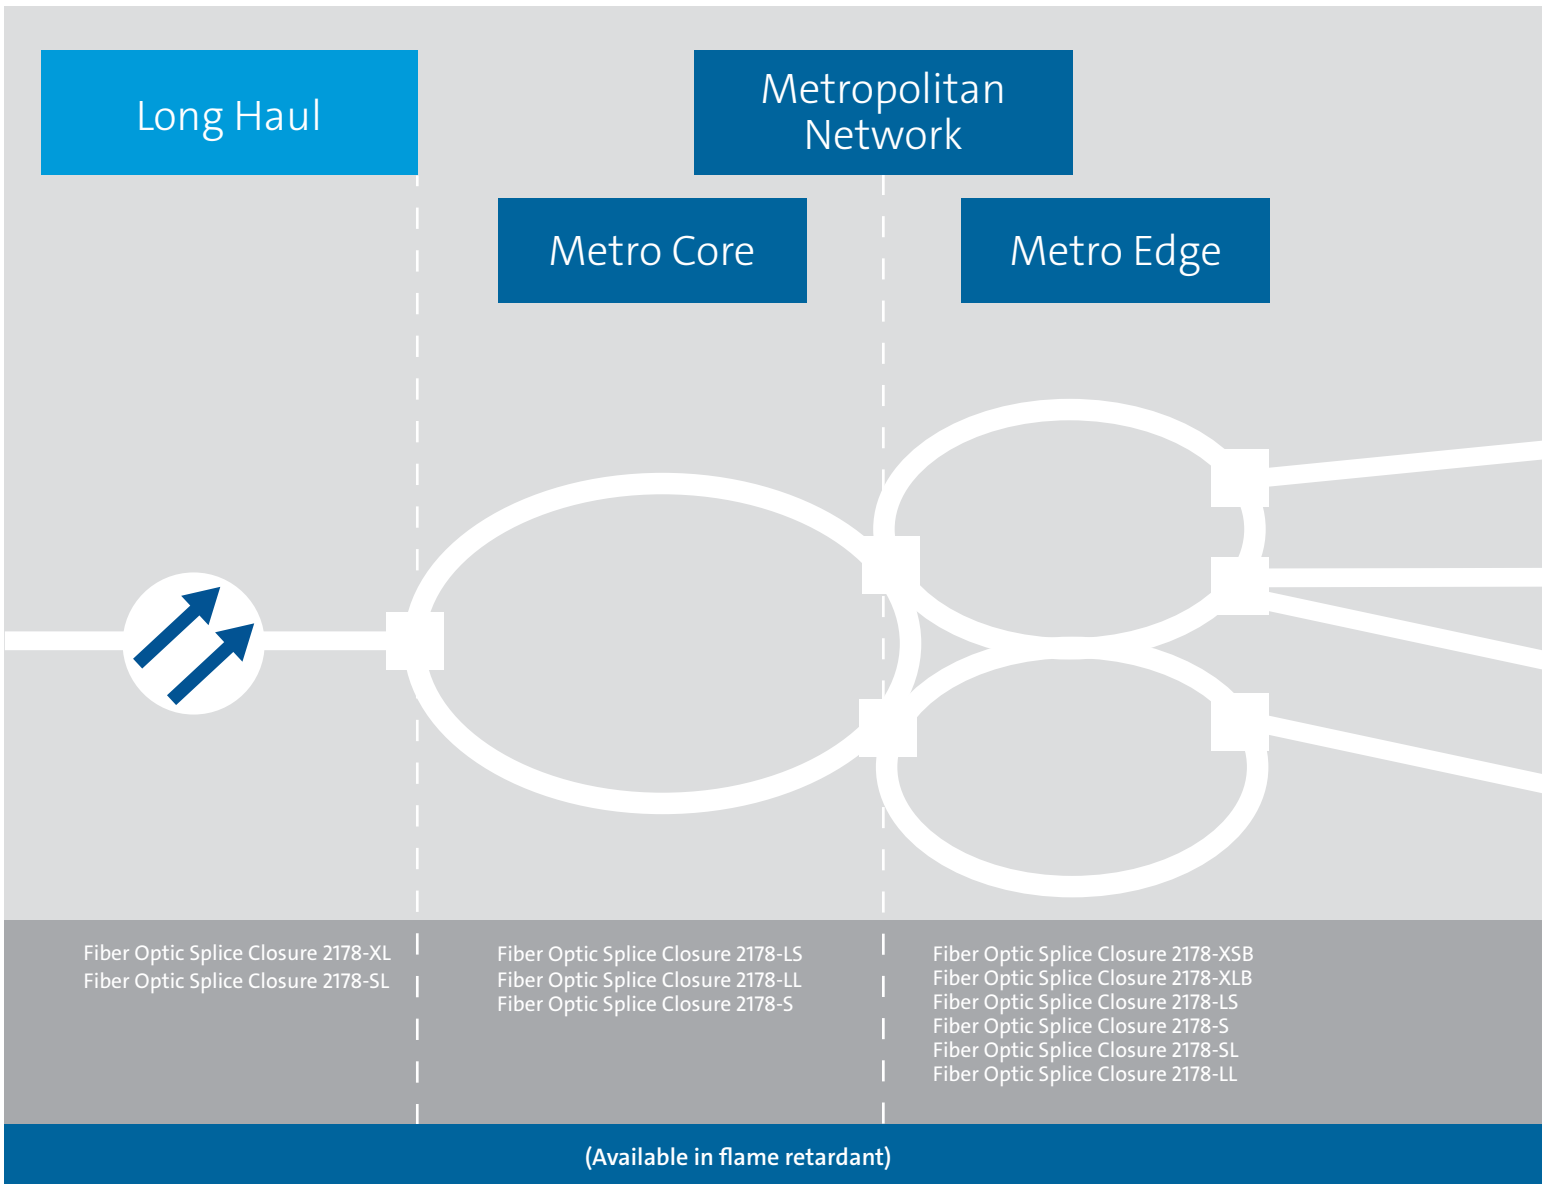 Long Haul
Metropolitan
Network
Metro Core
Metro Edge
Fiber Optic Splice Closure 2178-XL
Fiber Optic Splice Closure 2178-SL
Fiber Optic Splice Closure 2178-LS
Fiber Optic Splice Closure 2178-LL
Fiber Optic Splice Closure 2178-S
Fiber Optic Splice Closure 2178-XSB
Fiber Optic Splice Closure 2178-XLB
Fiber Optic Splice Closure 2178-LS
Fiber Optic Splice Closure 2178-S
Fiber Optic Splice Closure 2178-SL
Fiber Optic Splice Closure 2178-LL
(Available in flame retardant)